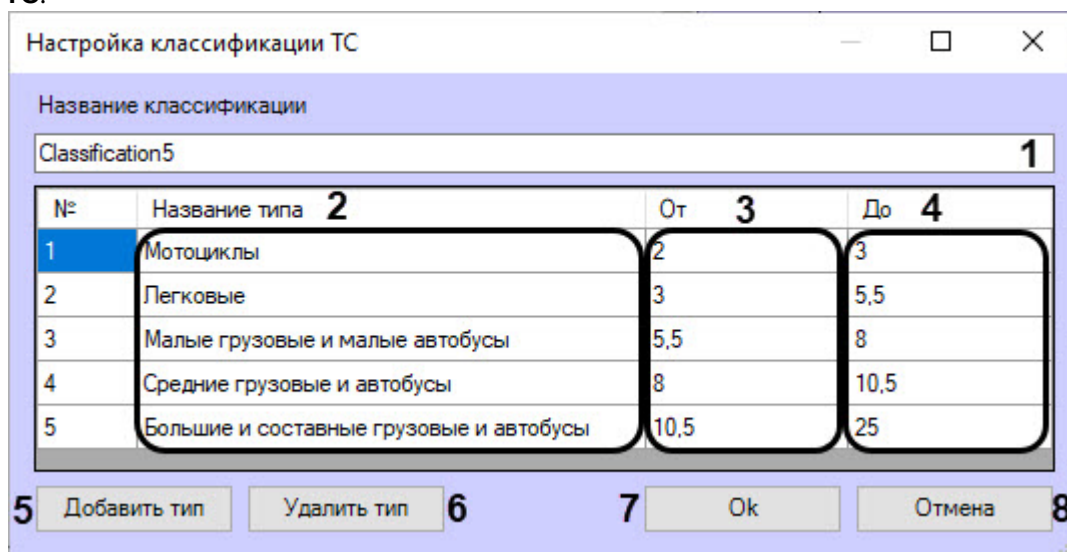 Настройка классификации ТС
Название классификации
Classification5 1
№ Название типа 2 От 3 До 4
1 Мотоциклы 2 3
2 Легковые 3 5,5
3 Малые грузовые и малые автобусы 5,5 8
4 Средние грузовые и автобусы 8 10,5
5 Большие и составные грузовые и автобусы 10,5 25
5 Добавить тип Удалить тип 6 7 Ok Отмена 8